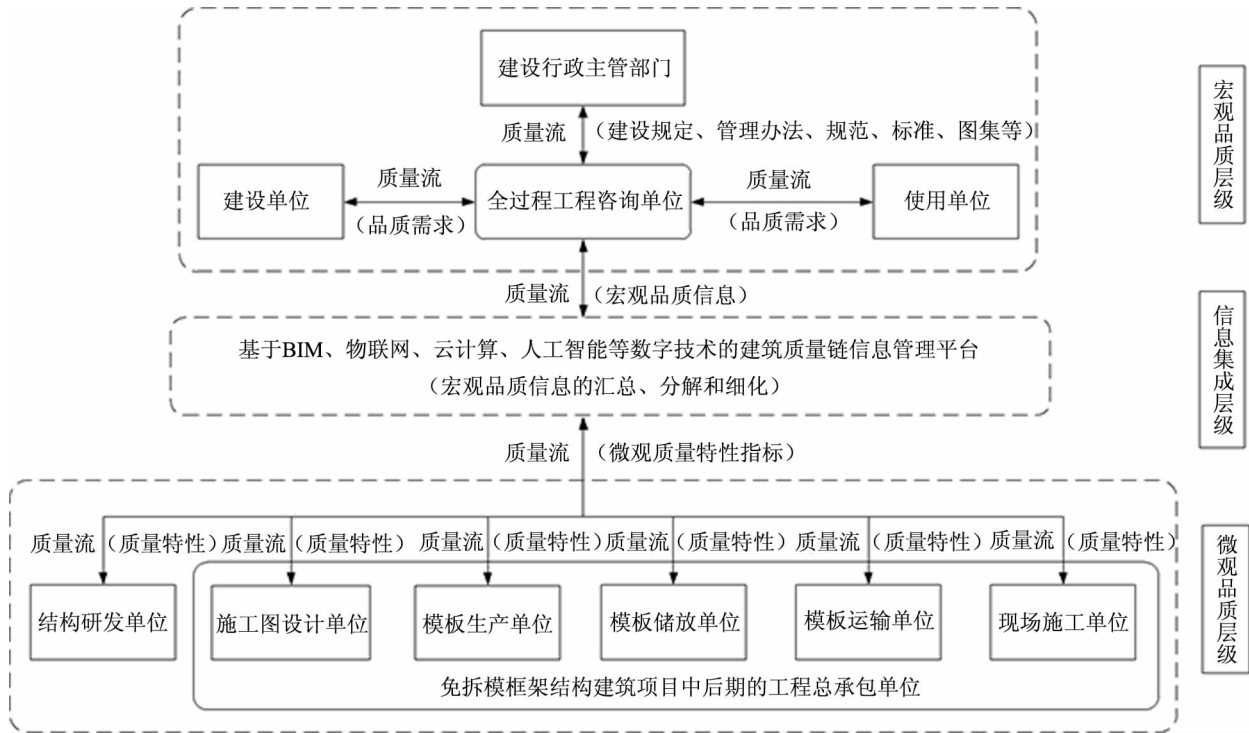 建设行政主管部门
质量流
（建设规定、管理办法、规范、标准、图集等）
建设单位
质量流
（品质需求）
全过程工程咨询单位
质量流
（品质需求）
使用单位
宏观品质层级
质量流
（宏观品质信息）
基于BIM、物联网、云计算、人工智能等数字技术的建筑质量链信息管理平台
（宏观品质信息的汇总、分解和细化）
信息集成层级
质量流
（微观质量特性指标）
质量流
（质量特性）
质量流
（质量特性）
质量流
（质量特性）
质量流
（质量特性）
质量流
（质量特性）
质量流
（质量特性）
结构研发单位
施工图设计单位
模板生产单位
模板储放单位
模板运输单位
现场施工单位
免拆模框架结构建筑项目中后期的工程总承包单位
微观品质层级